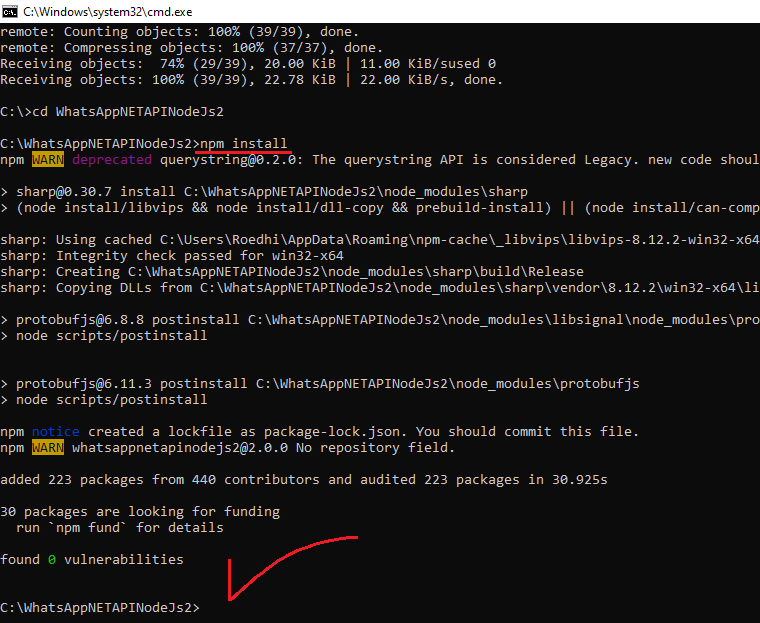 C:\Windows\system32\cmd.exe
remote: Counting objects: 100% (39/39), done.
remote: Compressing objects: 100% (37/37), done.
Receiving objects:  74% (29/39), 20.00 KiB | 11.00 KiB/sused 0
Receiving objects: 100% (39/39), 22.78 KiB | 22.00 KiB/s, done.
C:\>cd WhatsAppNETAPINodeJs2
C:\WhatsAppNETAPINodeJs2>npm install
npm WARN deprecated querystring@0.2.0: The querystring API is considered Legacy. new code shoul
> sharp@0.30.7 install C:\WhatsAppNETAPINodeJs2\node_modules\sharp
> (node install/libvips && node install/dll-copy && prebuild-install) || (node install/can-comp
sharp: Using cached C:\Users\Roedhi\AppData\Roaming\npm-cache\_libvips\libvips-8.12.2-win32-x64
sharp: Integrity check passed for win32-x64
sharp: Creating C:\WhatsAppNETAPINodeJs2\node_modules\sharp\build\Release
sharp: Copying DLLs from C:\WhatsAppNETAPINodeJs2\node_modules\sharp\vendor\8.12.2\win32-x64\li
> protobufjs@6.8.8 postinstall C:\WhatsAppNETAPINodeJs2\node_modules\libsignal\node_modules\pro
> node scripts/postinstall
> protobufjs@6.11.3 postinstall C:\WhatsAppNETAPINodeJs2\node_modules\protobufjs
> node scripts/postinstall
npm notice created a lockfile as package-lock.json. You should commit this file.
npm WARN whatsappnetapinodejs2@2.0.0 No repository field.
added 223 packages from 440 contributors and audited 223 packages in 30.925s
30 packages are looking for funding
  run `npm fund` for details
found 0 vulnerabilities
C:\WhatsAppNETAPINodeJs2>